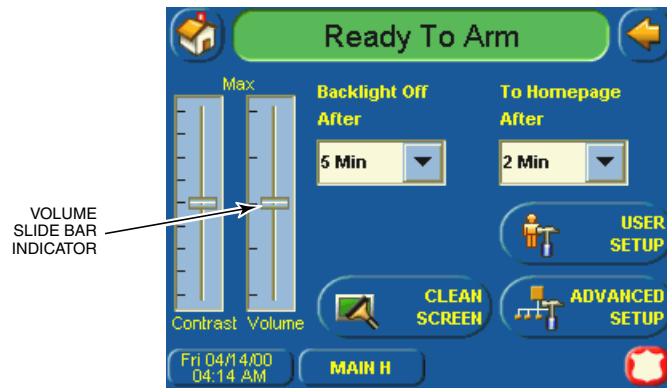 Ready To Arm
Max
Backlight Off
After
To Homepage
After
5 Min
2 Min
VOLUME
SLIDE BAR
INDICATOR
USER
SETUP
CLEAN
SCREEN
ADVANCED
SETUP
Contrast Volume
Fri 04/14/00
04:14 AM
MAIN H